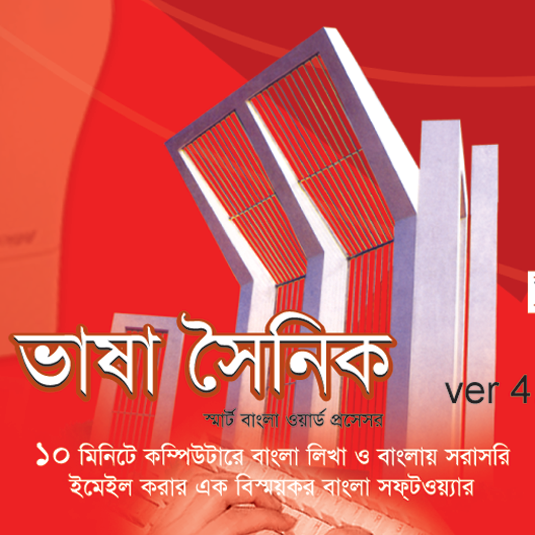 ভাষা সৈনিক
ver 4
স্মার্ট বাংলা ওয়ার্ড প্রসেসর
১০ মিনিটে কম্পিউটারে বাংলা লিখা ও বাংলায় সরাসরি
ইমেইল করার এক বিস্ময়কর বাংলা সফ্টওয়্যার